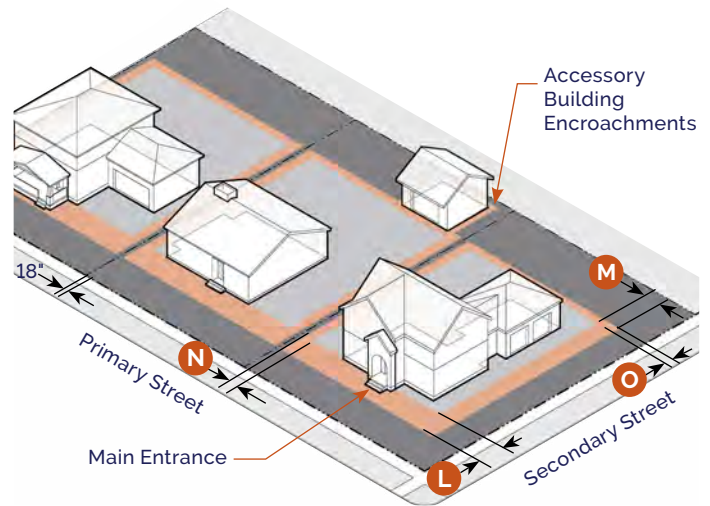 Accessory
Building
Encroachments
M
18"
Primary Street
N
O
Main Entrance
L
Secondary Street